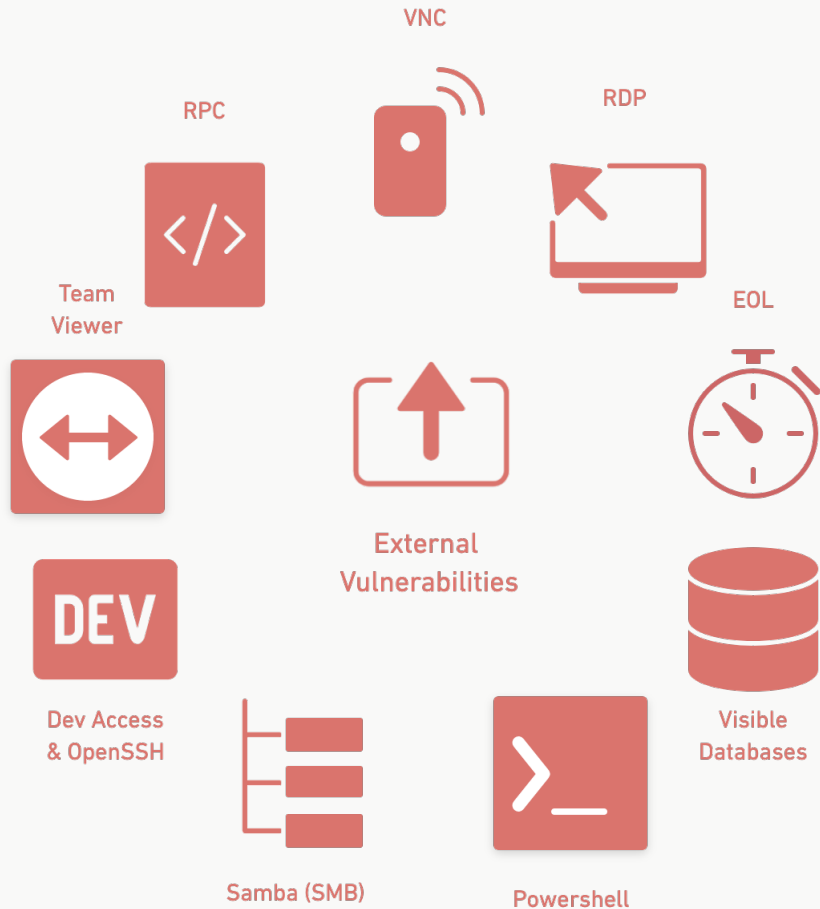 VNC
RPC
RDP
Team
Viewer
EOL
</>
External
Vulnerabilities
DEV
Dev Access
& OpenSSH
Visible
Databases
>_
Samba (SMB)
Powershell